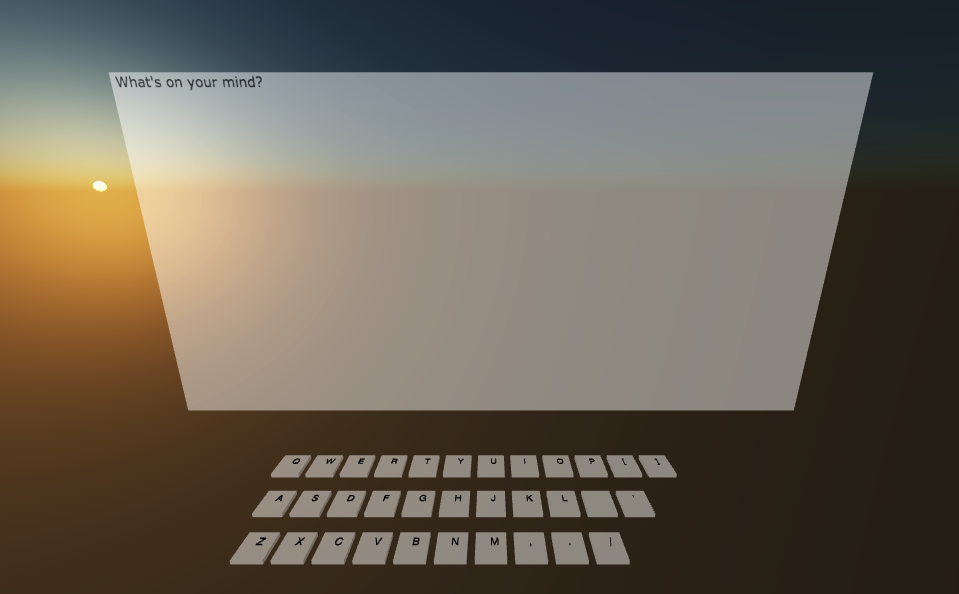 What's on your mind?
Q W E R T Y U I O P [ ]
A S D F G H J K L '
Z X C V B N M , .